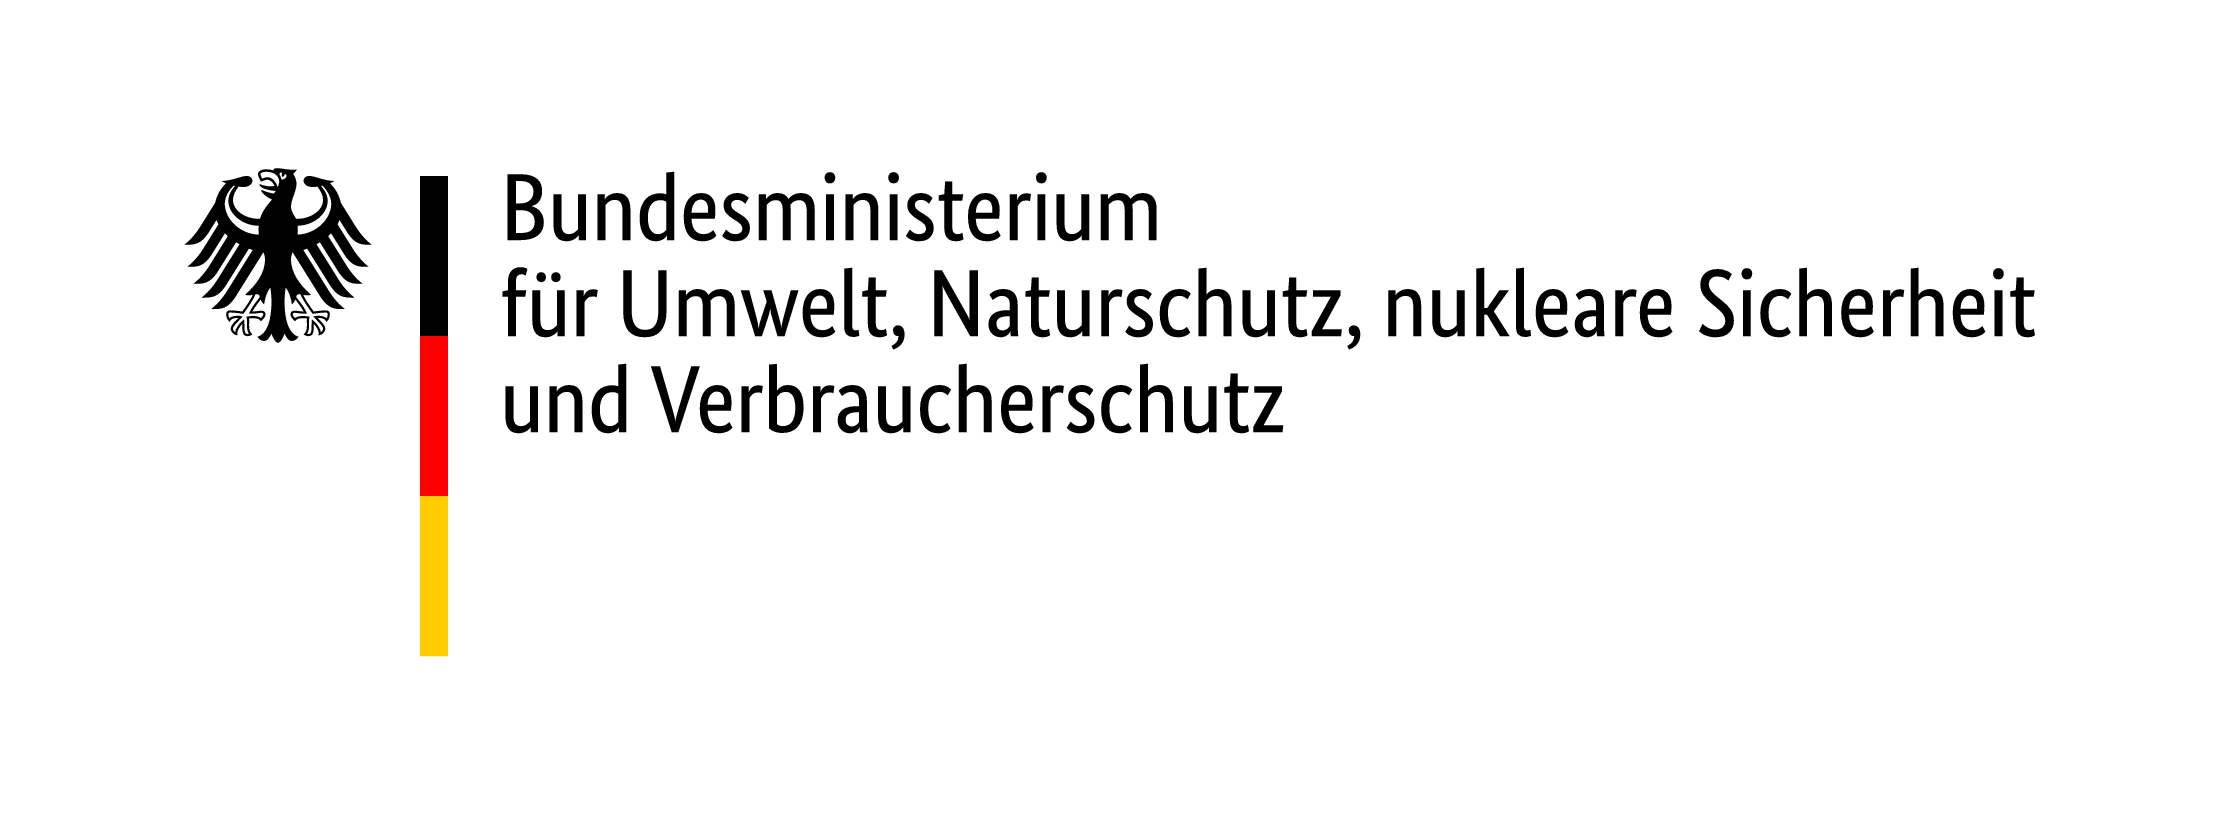 Bundesministerium
für Umwelt, Naturschutz, nukleare Sicherheit
und Verbraucherschutz